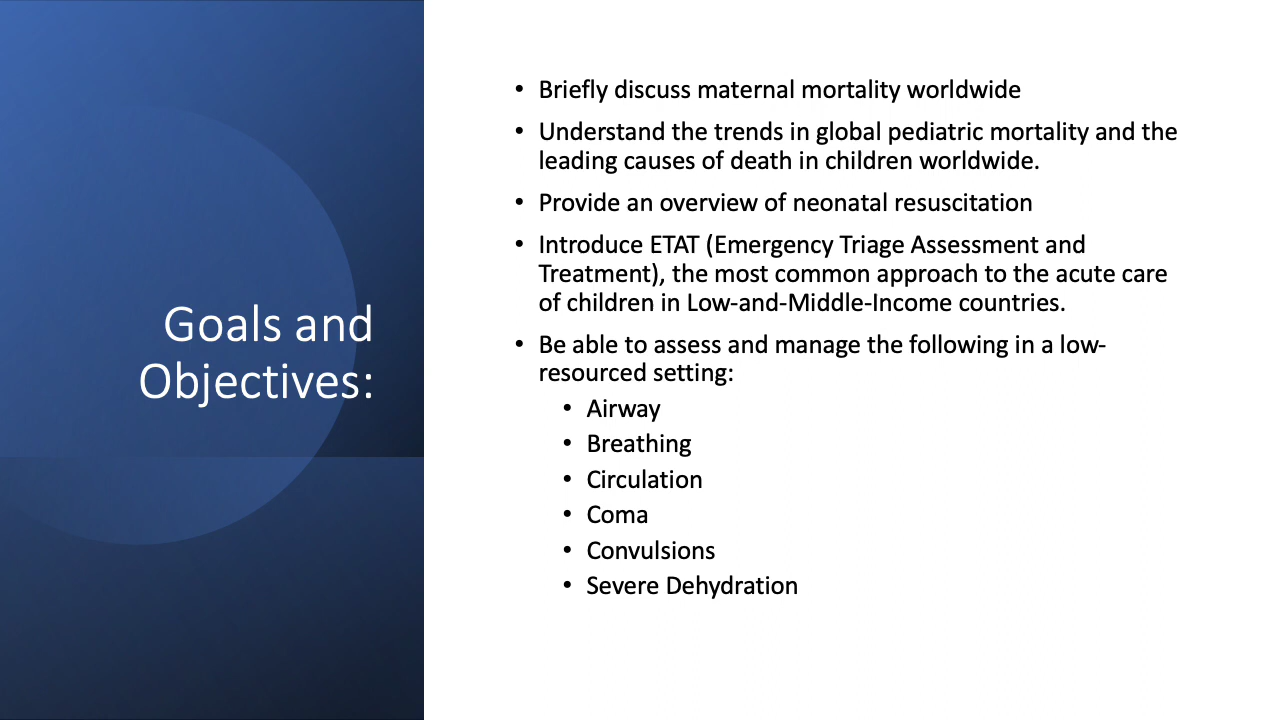 Goals and
Objectives:
• Briefly discuss maternal mortality worldwide
• Understand the trends in global pediatric mortality and the
leading causes of death in children worldwide.
• Provide an overview of neonatal resuscitation
• Introduce ETAT (Emergency Triage Assessment and
Treatment), the most common approach to the acute care
of children in Low-and-Middle-Income countries.
• Be able to assess and manage the following in a low-
resourced setting:
• Airway
• Breathing
• Circulation
• Coma
• Convulsions
• Severe Dehydration